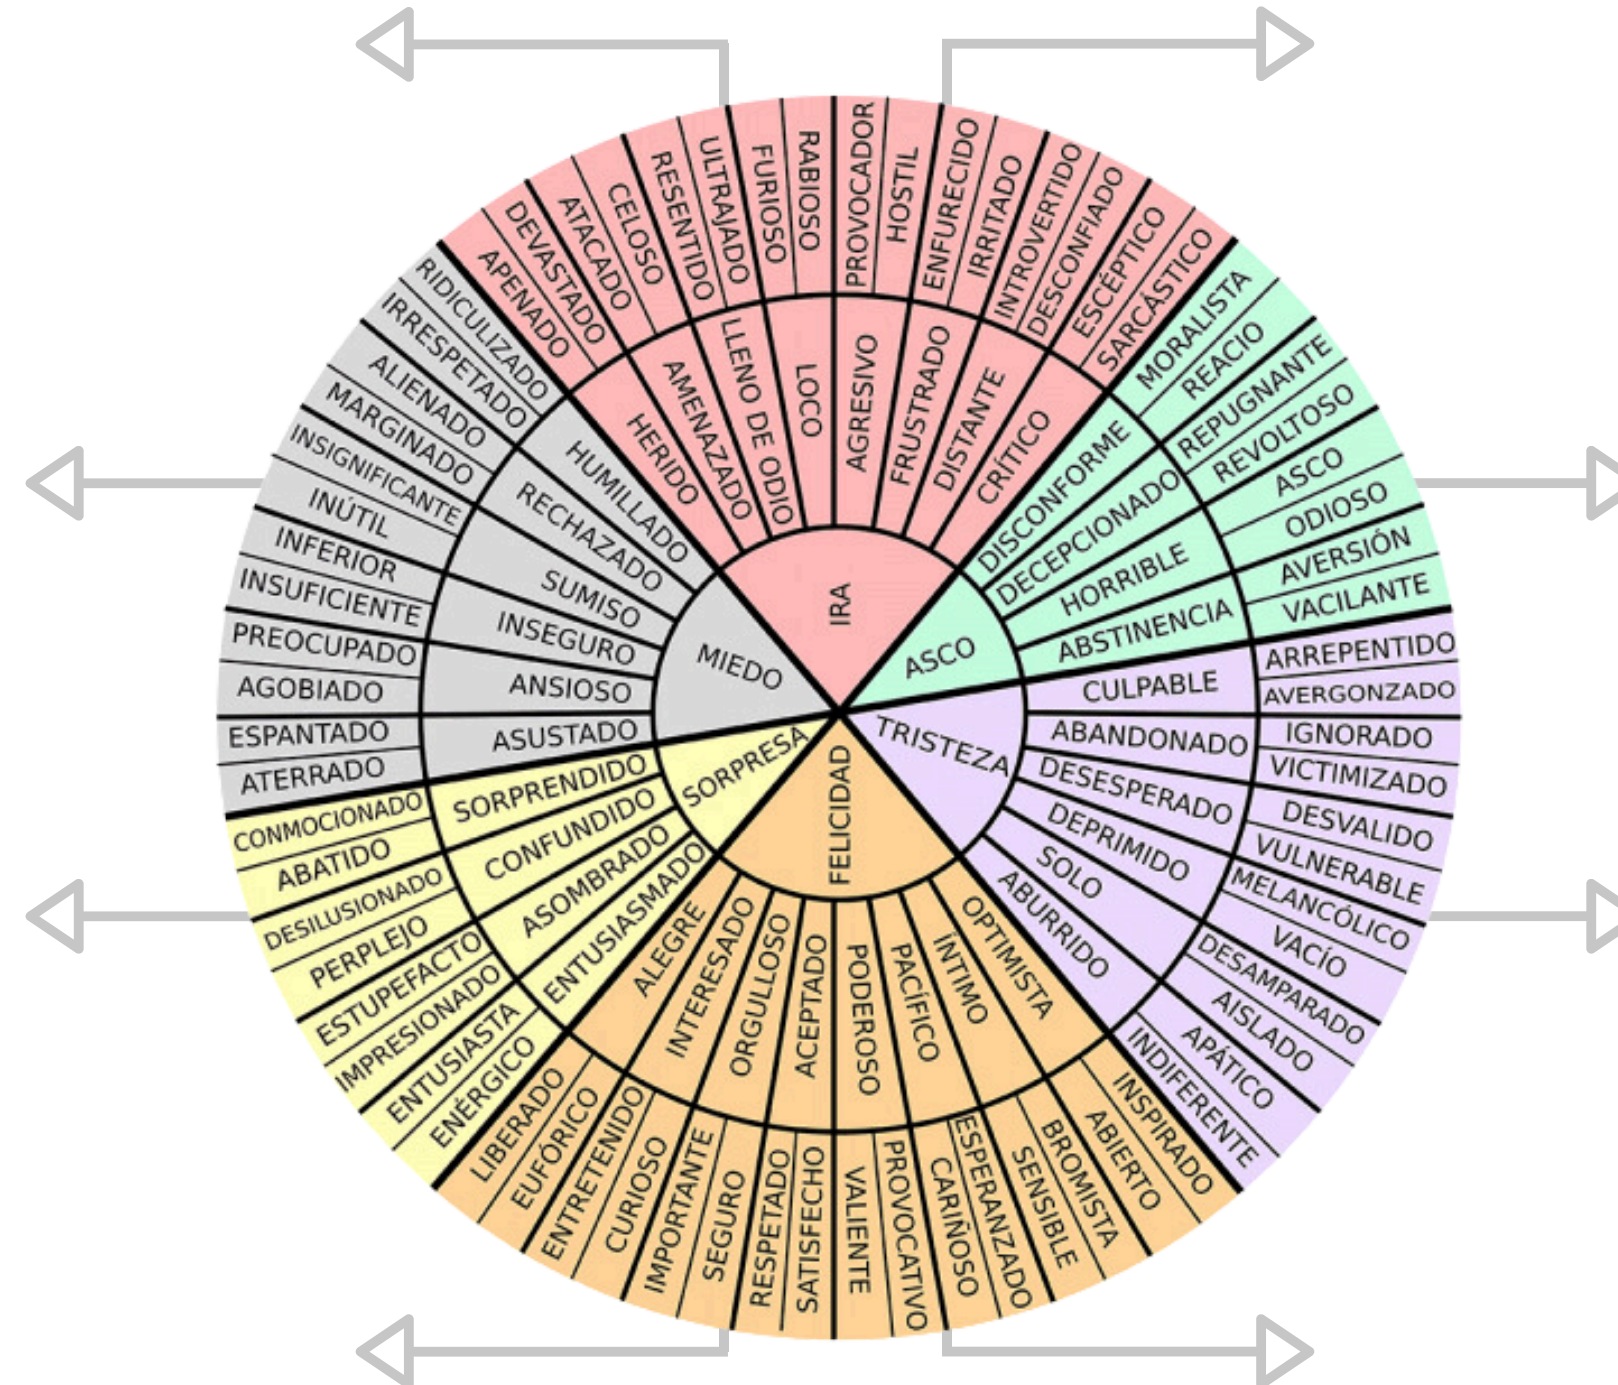 IRA
HERIDO
AMENAZADO
LLENO DE ODIO
LOCO
AGRESIVO
FRUSTRADO
DISTANTE
CRÍTICO
APENADO
DEVASTADO
ATACADO
CELOSO
RESENTIDO
ULTRAJADO
FURIOSO
RABIOSO
PROVOCADOR
HOSTIL
ENFURECIDO
IRRITADO
INTROVERTIDO
DESCONFIADO
ESCÉPTICO
SARCÁSTICO
ASCO
DISCONFORME
DECEPCIONADO
HORRIBLE
ABSTINENCIA
MORALISTA
REACIO
REPUGNANTE
REVOLTOSO
ASCO
ODIOSO
AVERSIÓN
VACILANTE
TRISTEZA
CULPABLE
ABANDONADO
DESESPERADO
DEPRIMIDO
SOLO
ABURRIDO
ARREPENTIDO
AVERGONZADO
IGNORADO
VICTIMIZADO
DESVALIDO
VULNERABLE
MELANCÓLICO
VACÍO
DESAMPARADO
AISLADO
APÁTICO
INDIFERENTE
FELICIDAD
OPTIMISTA
ÍNTIMO
PACÍFICO
PODEROSO
ACEPTADO
ORGULLOSO
INTERESADO
ALEGRE
INSPIRADO
ABIERTO
BROMISTA
SENSIBLE
ESPERANZADO
CARIÑOSO
PROVOCATIVO
VALIENTE
SATISFECHO
RESPETADO
SEGURO
IMPORTANTE
CURIOSO
ENTRETENIDO
EUFÓRICO
LIBERADO
SORPRESA
ENTUSIASMADO
ASOMBRADO
CONFUNDIDO
SORPRENDIDO
ENÉRGICO
ENTUSIASTA
IMPRESIONADO
ESTUPEFACTO
PERPLEJO
DESILUSIONADO
ABATIDO
CONMOCIONADO
MIEDO
ASUSTADO
ANSIOSO
INSEGURO
SUMISO
RECHAZADO
HUMILLADO
ATERRADO
ESPANTADO
AGOBIADO
PREOCUPADO
INSUFICIENTE
INFERIOR
INÚTIL
INSIGNIFICANTE
MARGINADO
ALIENADO
IRRESPETADO
RIDICULIZADO